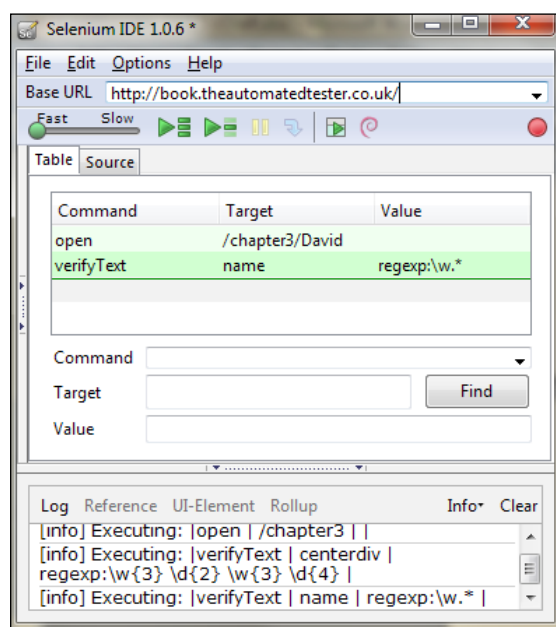 Selenium IDE 1.0.6 *
File Edit Options Help
Base URL http://book.theautomatedtester.co.uk/
Fast Slow
Table Source
Command Target Value
open /chapter3/David
verifyText name regexp:\w.*
Command
Target Find
Value
Log Reference UI-Element Rollup Info Clear
[info] Executing: |open | /chapter3 | |
[info] Executing: |verifyText | centerdiv |
regexp:\w{3} \d{2} \w{3} \d{4} |
[info] Executing: |verifyText | name | regexp:\w.* |